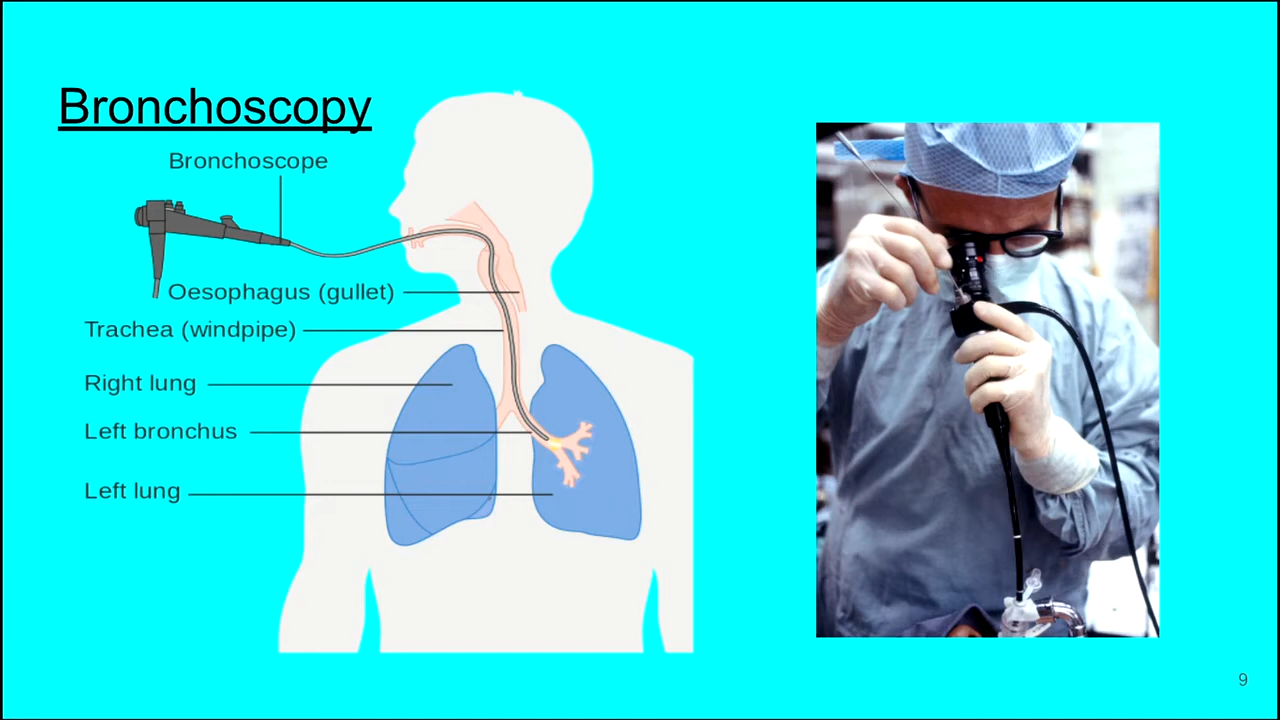 Bronchoscopy
Bronchoscope
Oesophagus (gullet)
Trachea (windpipe)
Right lung
Left bronchus
Left lung
9